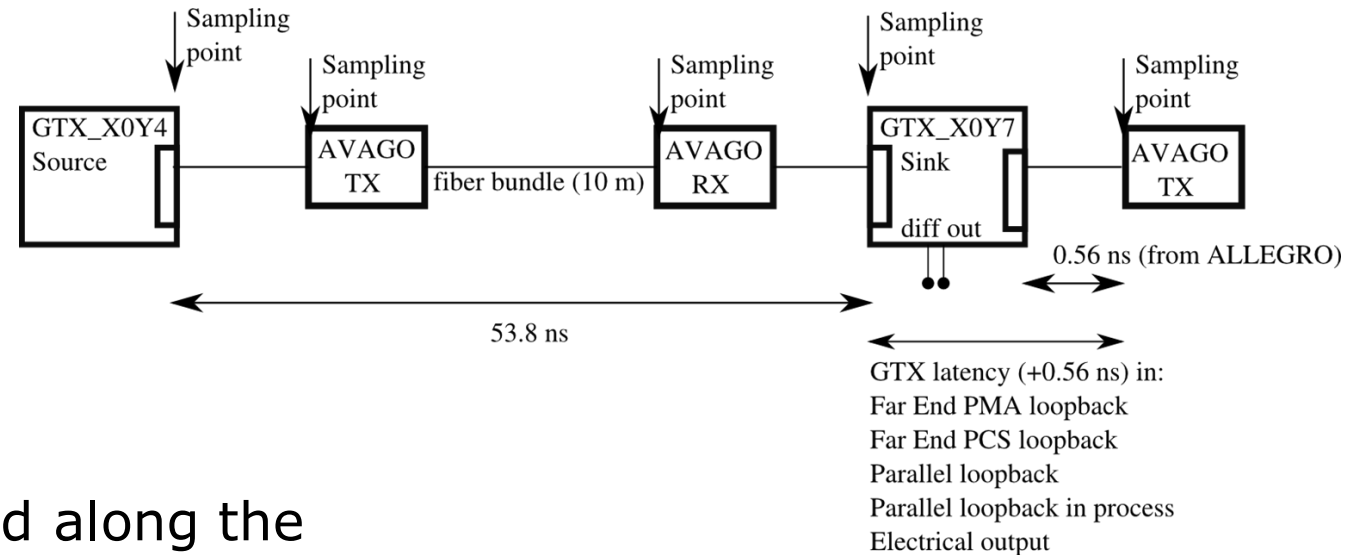 Sampling
point
Sampling
point
Sampling
point
Sampling
point
Sampling
point
GTX_X0Y4
Source
AVAGO
TX
fiber bundle (10 m)
AVAGO
RX
GTX_X0Y7
Sink
diff out
AVAGO
TX
0.56 ns (from ALLEGRO)
53.8 ns
GTX latency (+0.56 ns) in:
Far End PMA loopback
Far End PCS loopback
Parallel loopback
Parallel loopback in process
Electrical output
d along the